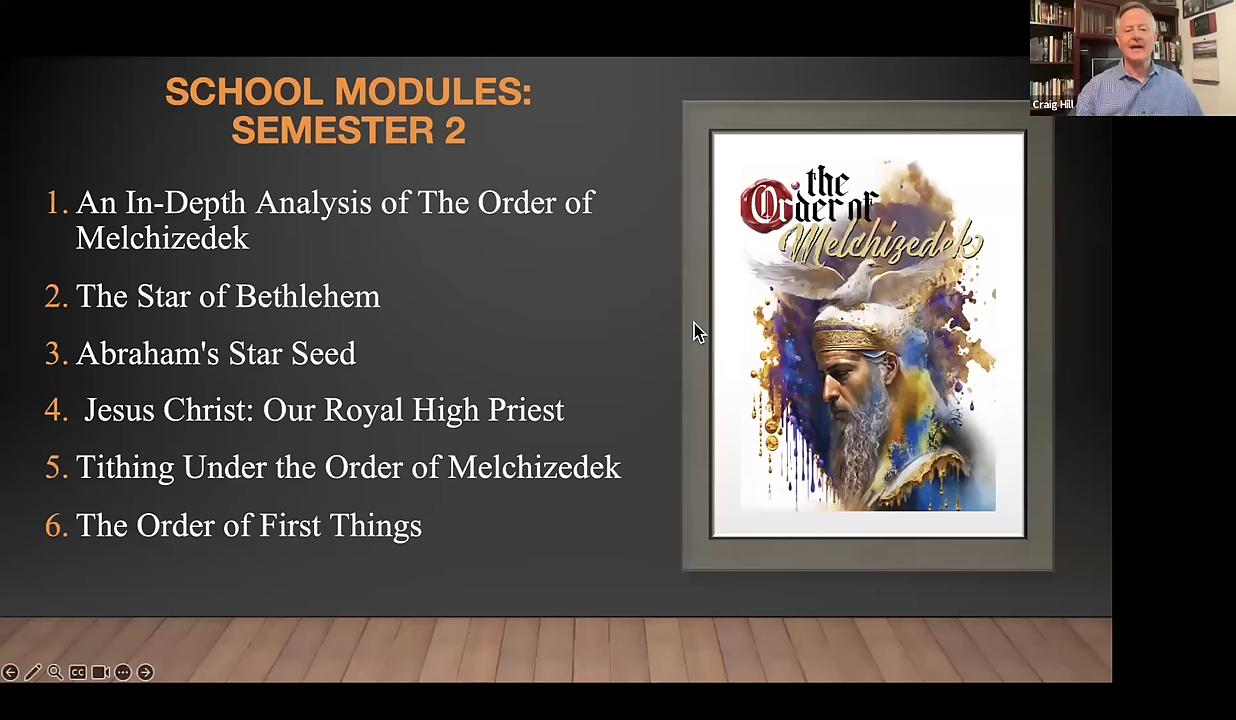 SCHOOL MODULES:
SEMESTER 2
1. An In-Depth Analysis of The Order of
Melchizedek
2. The Star of Bethlehem
3. Abraham's Star Seed
4. Jesus Christ: Our Royal High Priest
5. Tithing Under the Order of Melchizedek
6. The Order of First Things
the
Order of
Melchizedek
Craig Hill
CC